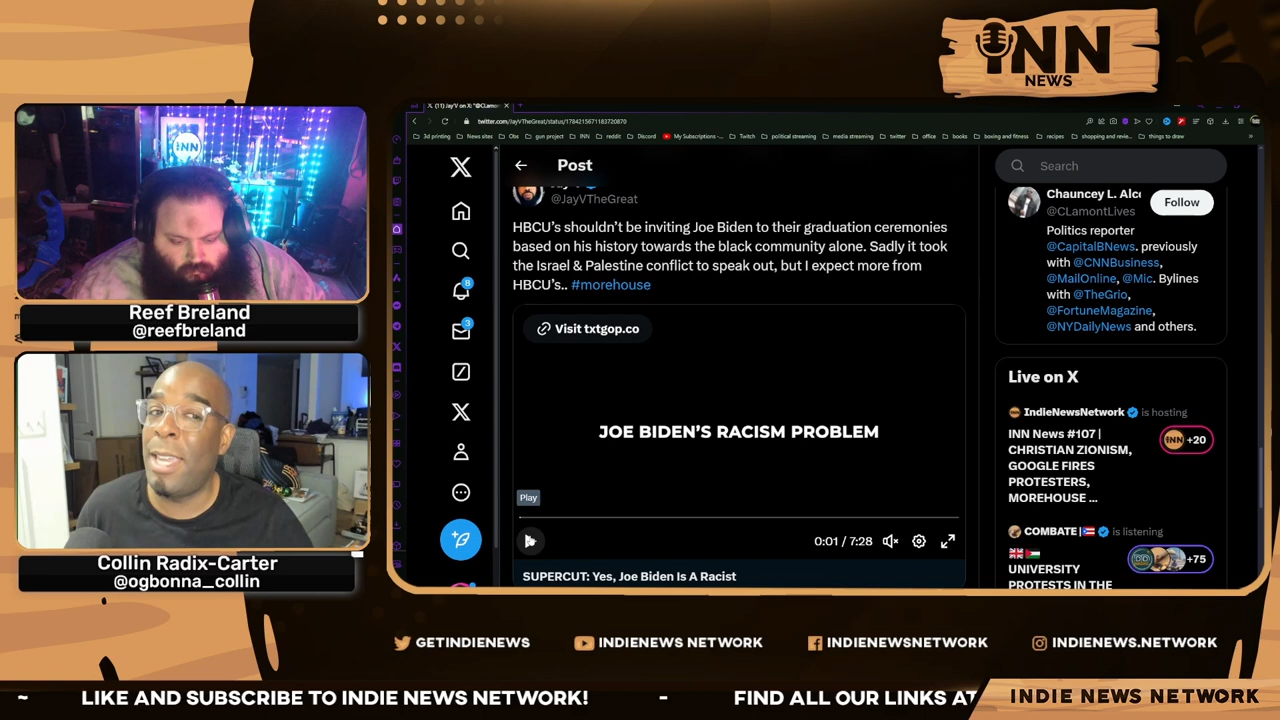 INN
NEWS
INN
Reef Breland
@reefbreland
Collin Radix-Carter
@ogbonna_collin
twitter.com/JayVTheGreat/status/1784215671183720870
3d printing
News sites
Obs
gun project
INN
reddit
Discord
My Subscriptions -...
Twitch
political streaming
media streaming
twitter
office
books
boxing and fitness
recipes
shopping and revie...
things to draw
Post
@JayVTheGreat
HBCU's shouldn't be inviting Joe Biden to their graduation ceremonies
based on his history towards the black community alone. Sadly it took
the Israel & Palestine conflict to speak out, but I expect more from
HBCU's.. #morehouse
Visit txtgop.co
JOE BIDEN'S RACISM PROBLEM
Play
0:01 / 7:28
SUPERCUT: Yes, Joe Biden Is A Racist
8
3
Search
Chauncey L. Alc
@CLamontLives
Follow
Politics reporter
@CapitalBNews. previously
with @CNNBusiness,
@MailOnline, @Mic. Bylines
with @TheGrio,
@FortuneMagazine,
@NYDailyNews and others.
Live on X
IndieNewsNetwork is hosting
INN News #107 |
CHRISTIAN ZIONISM,
GOOGLE FIRES
PROTESTERS,
MOREHOUSE ...
INN +20
COMBATE | is listening
UNIVERSITY
PROTESTS IN THE
+75
GETINDIENEWS
INDIENEWS NETWORK
INDIENEWSNETWORK
INDIENEWS.NETWORK
~ LIKE AND SUBSCRIBE TO INDIE NEWS NETWORK! - FIND ALL OUR LINKS AT
INDIE NEWS NETWORK